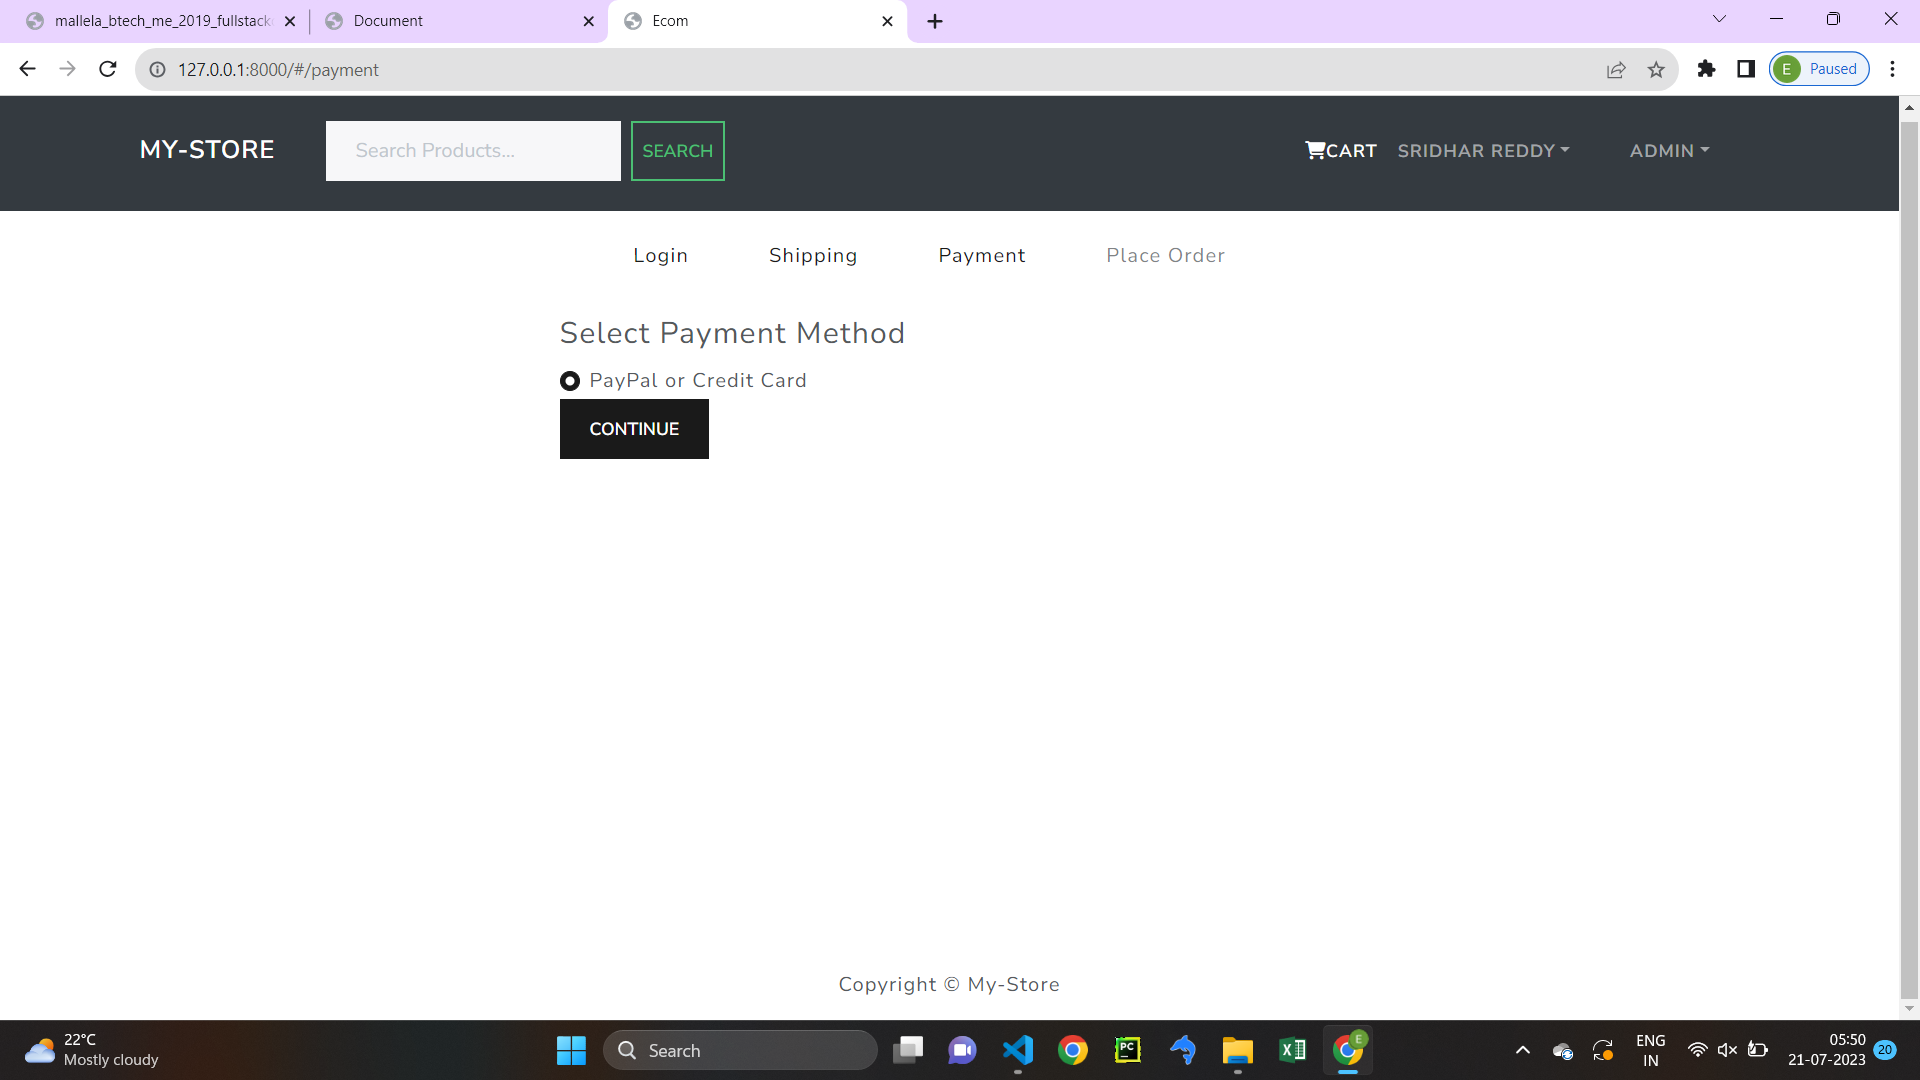 mallela_btech_me_2019_fullstack
Document
Ecom
127.0.0.1:8000/#/payment
E Paused
MY-STORE
Search Products...
SEARCH
CART
SRIDHAR REDDY
ADMIN
Login
Shipping
Payment
Place Order
Select Payment Method
PayPal or Credit Card
CONTINUE
Copyright © My-Store
22°C
Mostly cloudy
Search
PC
E
ENG
IN
05:50
21-07-2023
20